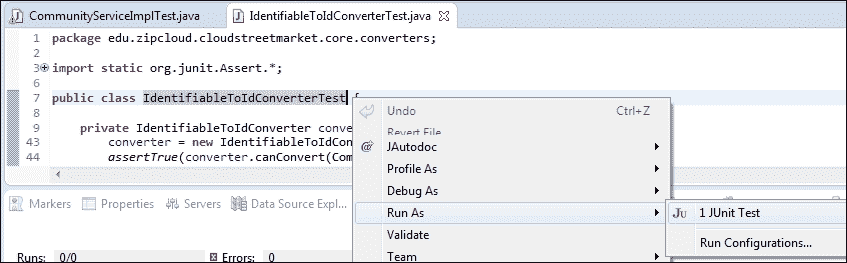 CommunityServiceImplTest.java IdentifiableToIdConverterTest.java
1 package edu.zipcloud.cloudstreetmarket.core.converters;
2
3 import static org.junit.Assert.*;
6
7 public class IdentifiableToIdConverterTest {
8
9 private IdentifiableToIdConverter conve
43 converter = new IdentifiableToIdCon
44 assertTrue(converter.canConvert(Com
Undo Ctrl+Z
Revert File
JAutodoc
Profile As
Debug As
Run As
Validate
Team
JU 1 JUnit Test
Run Configurations...
Markers Properties Servers Data Source Expl...
Runs: 0/0 Errors: 0